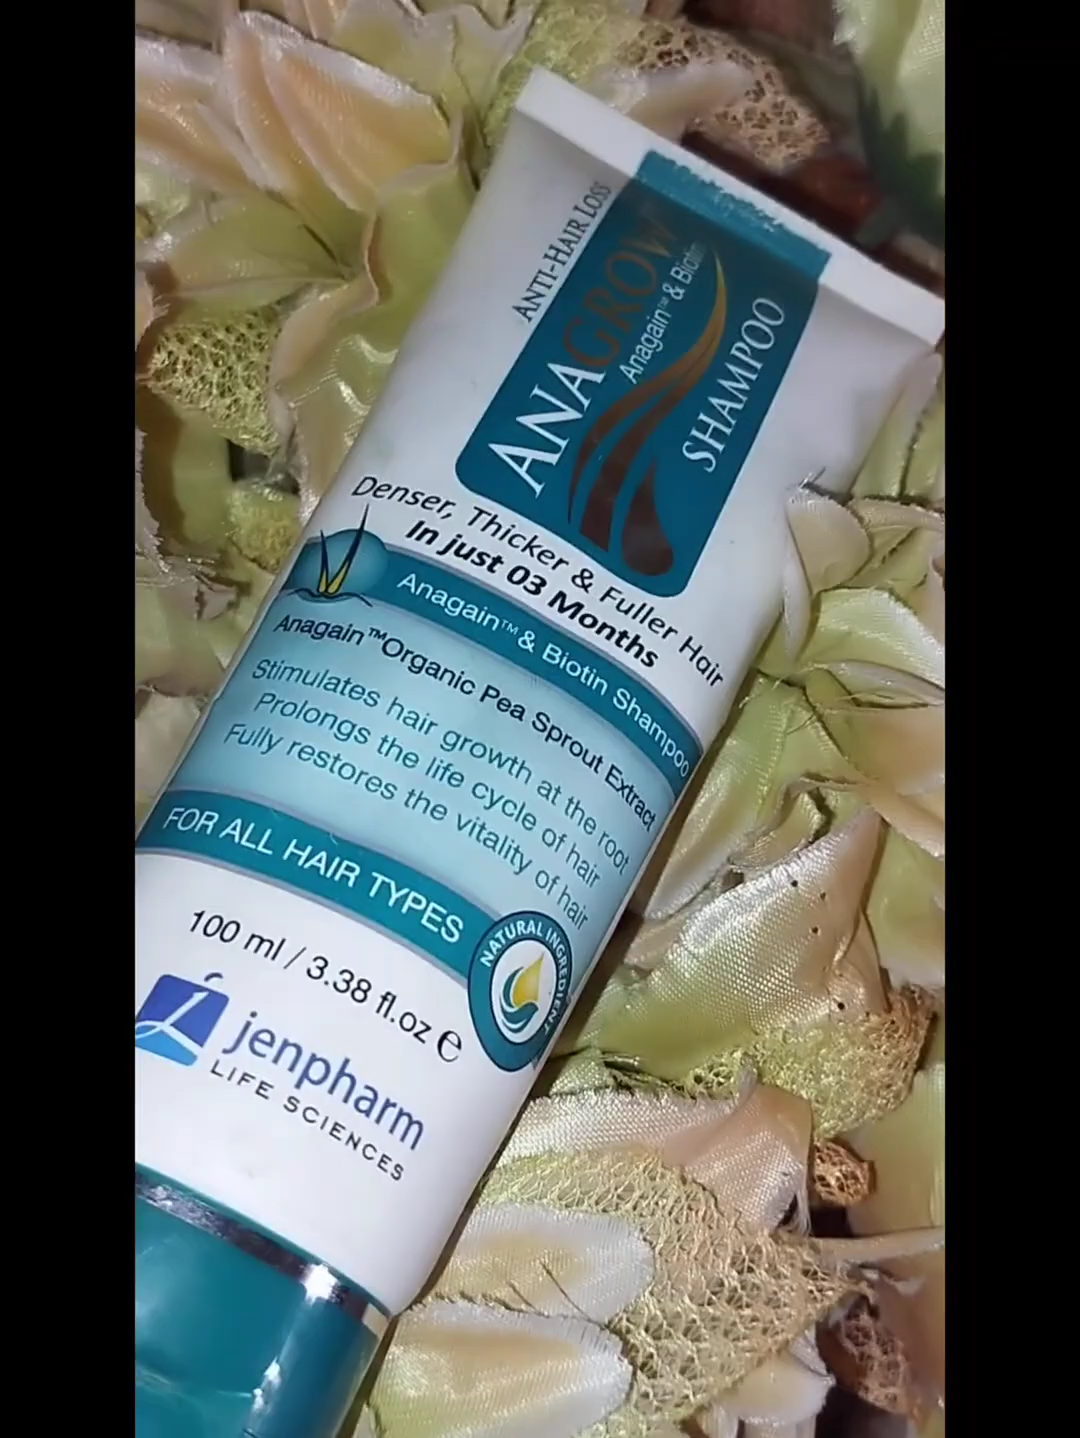 ANTI-HAIR LOSS
ANAGROW
Anagain™ & Biotin
SHAMPOO
Denser, Thicker & Fuller Hair
In just 03 Months
Anagain™ & Biotin Shampoo
Anagain™ Organic Pea Sprout Extract
Stimulates hair growth at the root
Prolongs the life cycle of hair
Fully restores the vitality of hair
FOR ALL HAIR TYPES
NATURAL INGREDIENT
100 ml / 3.38 fl.oz ℮
jenpharm
LIFE SCIENCES